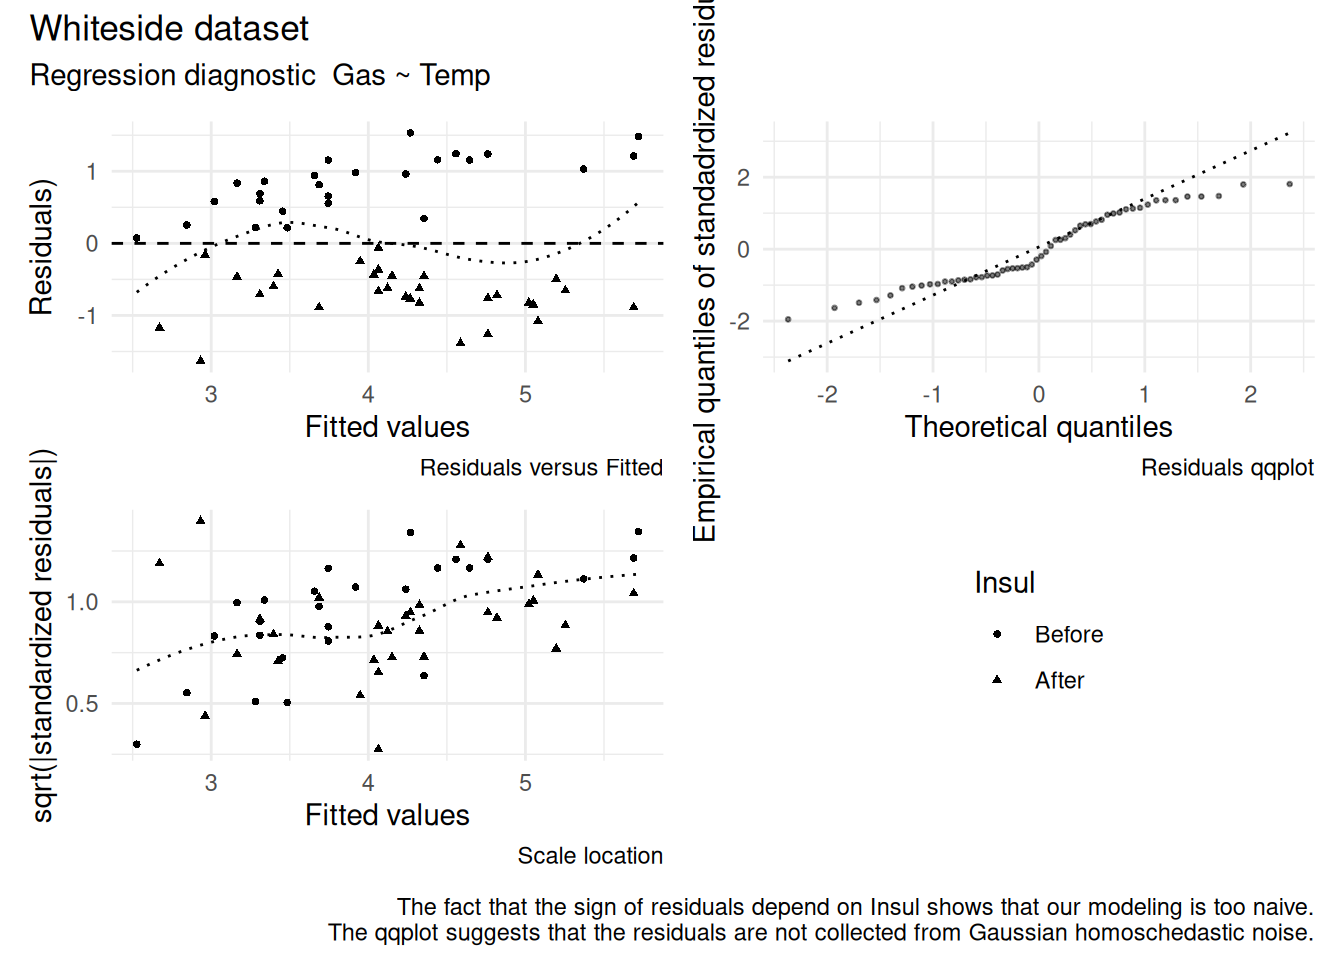 Whiteside dataset
Regression diagnostic  Gas ~ Temp
Residuals)
1
0
-1
3
4
5
Fitted values
Residuals versus Fitted
Empirical quantiles of standadrdized
2
0
-2
-2
-1
0
1
2
Theoretical quantiles
Residuals qqplot
sqrt(|standardized residuals|)
1.0
0.5
3
4
5
Fitted values
Scale location
Insul
Before
After
The fact that the sign of residuals depend on Insul shows that our modeling is too naive.
The qqplot suggests that the residuals are not collected from Gaussian homoschedastic noise.